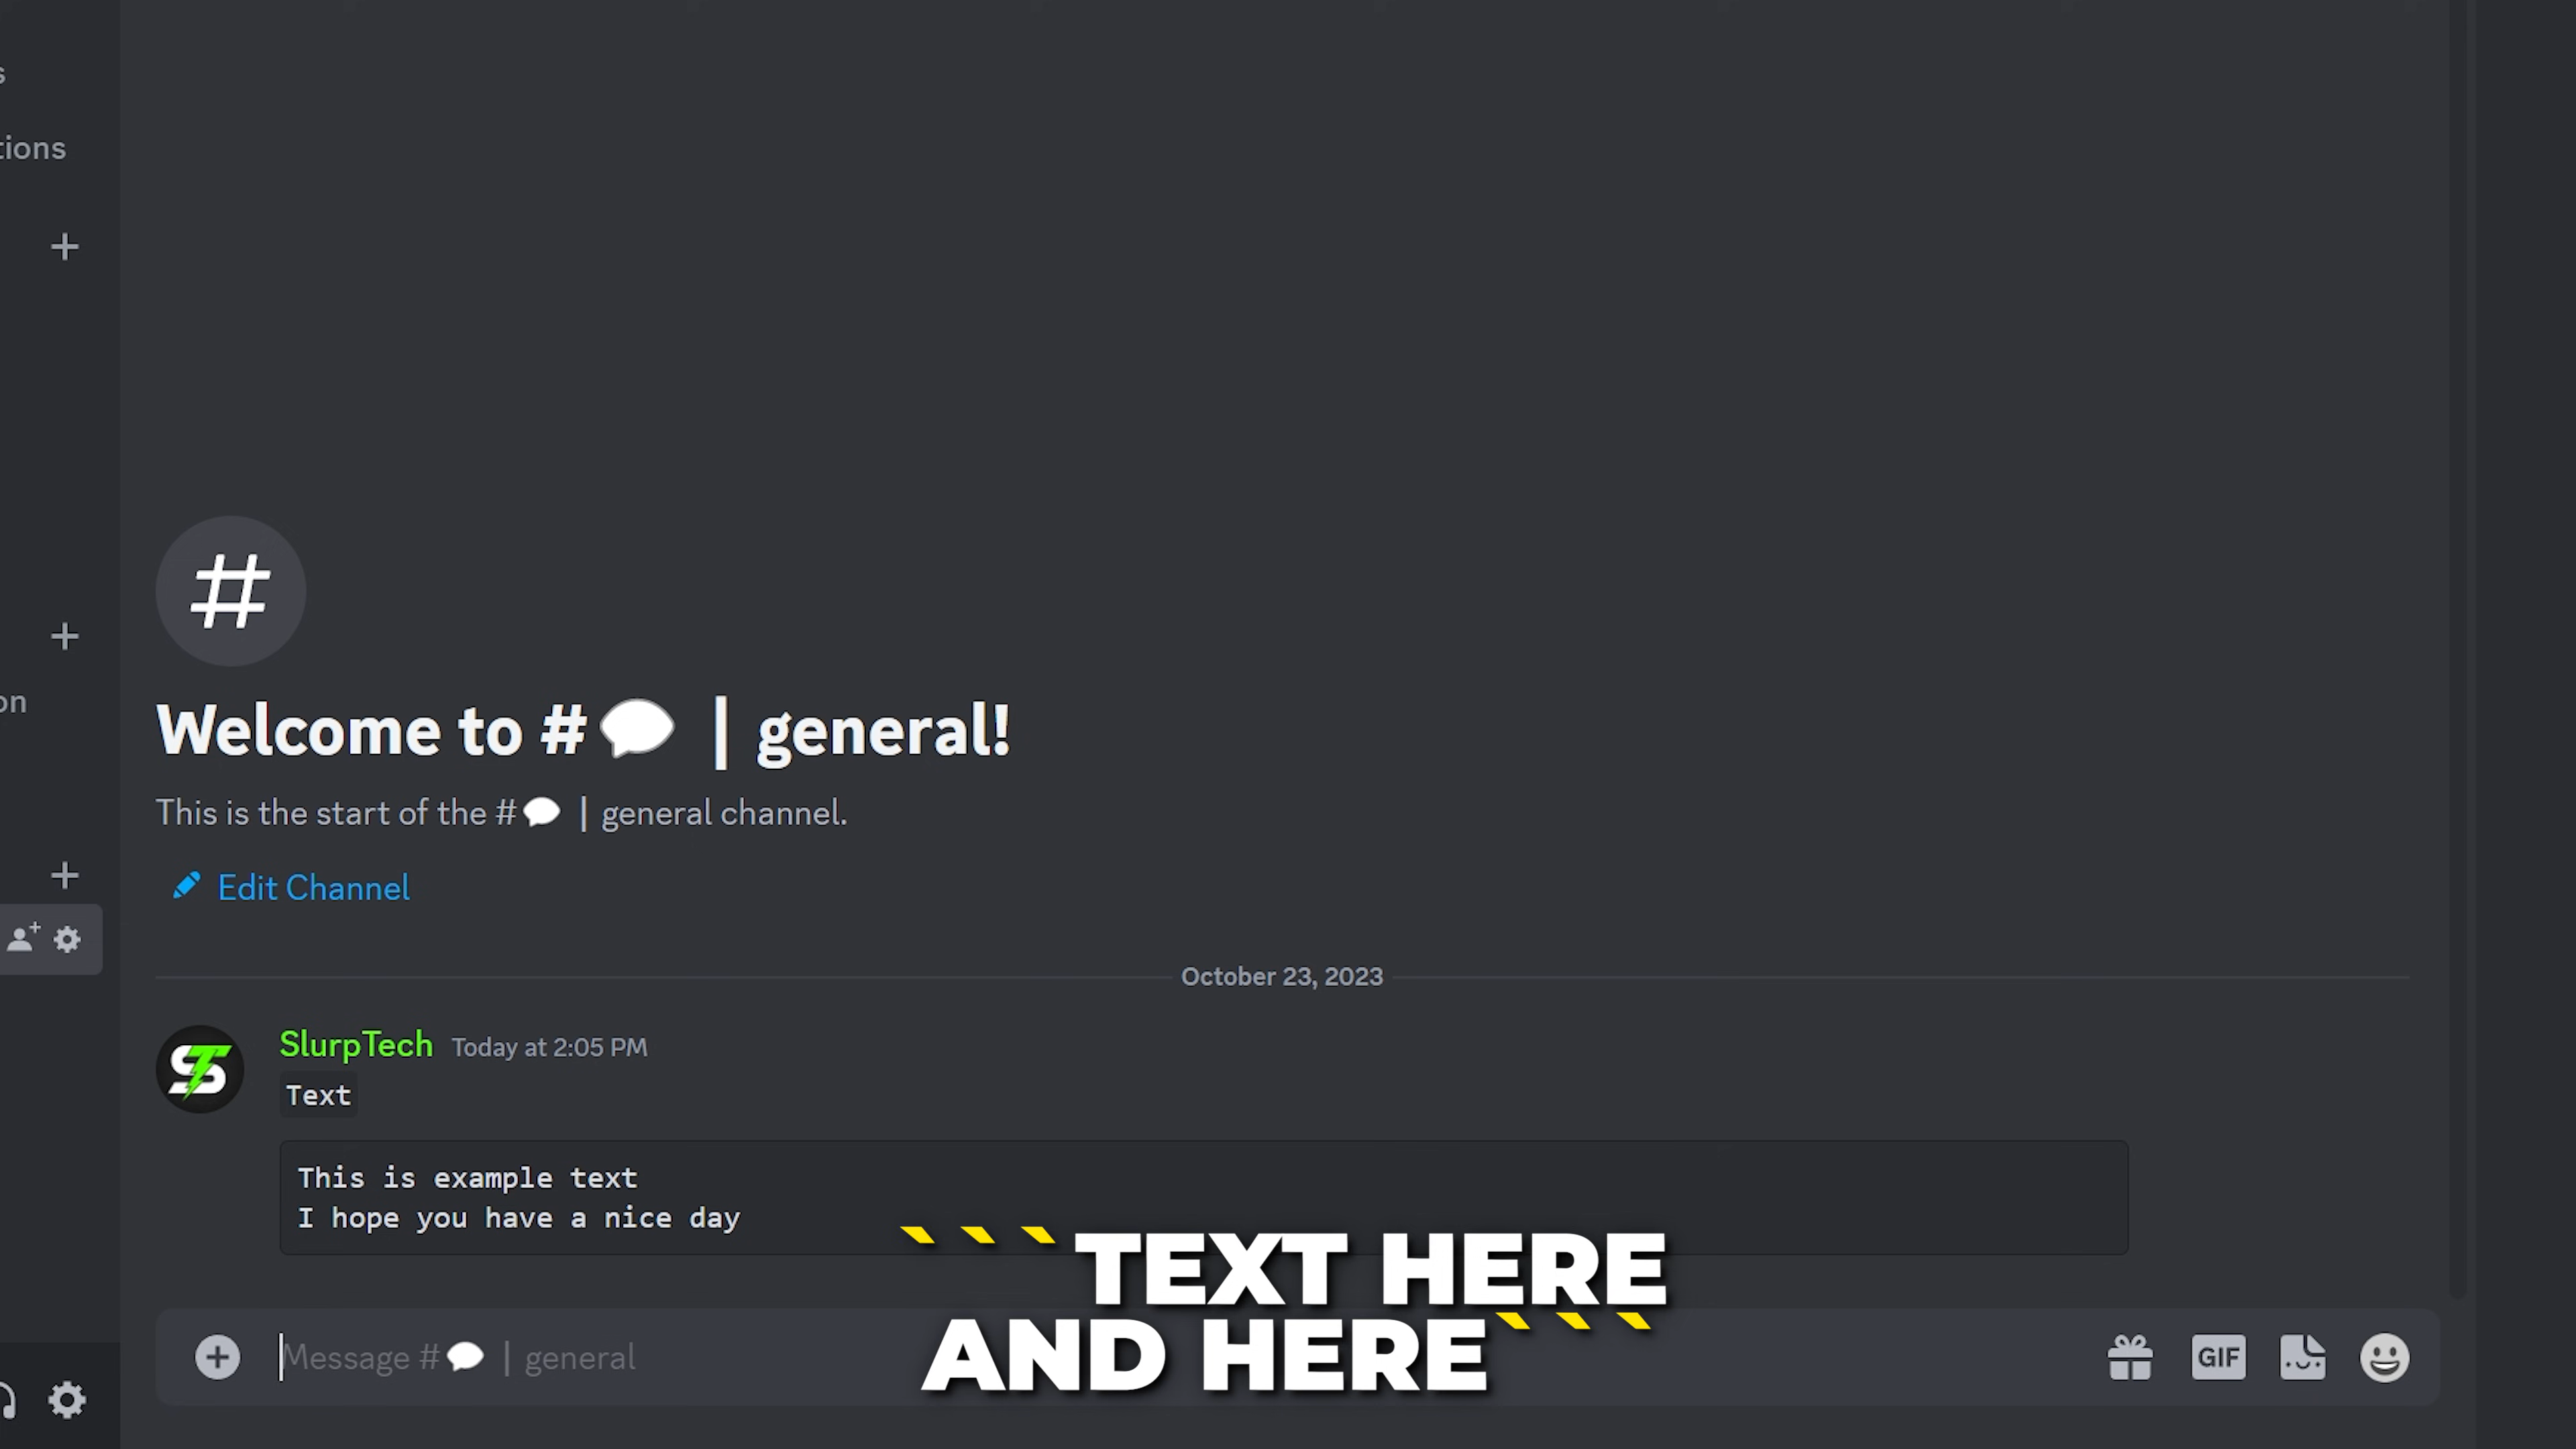 s
tions
on
#
Welcome to #💬 | general!
This is the start of the #💬 | general channel.
Edit Channel
October 23, 2023
SlurpTech Today at 2:05 PM
Text
This is example text
I hope you have a nice day
```TEXT HERE
AND HERE```
Message #💬 | general
GIF